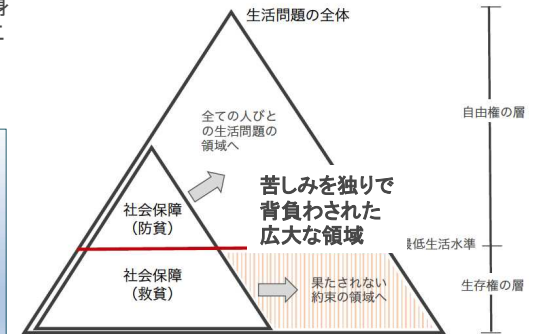 身
に
生活問題の全体
自由権の層
全ての人びと
の生活問題の
領域へ
苦しみを独りで
背負わされた
広大な領域
社会保障
(防貧)
最低生活水準
社会保障
(救貧)
果たされない
約束の領域へ
生存権の層